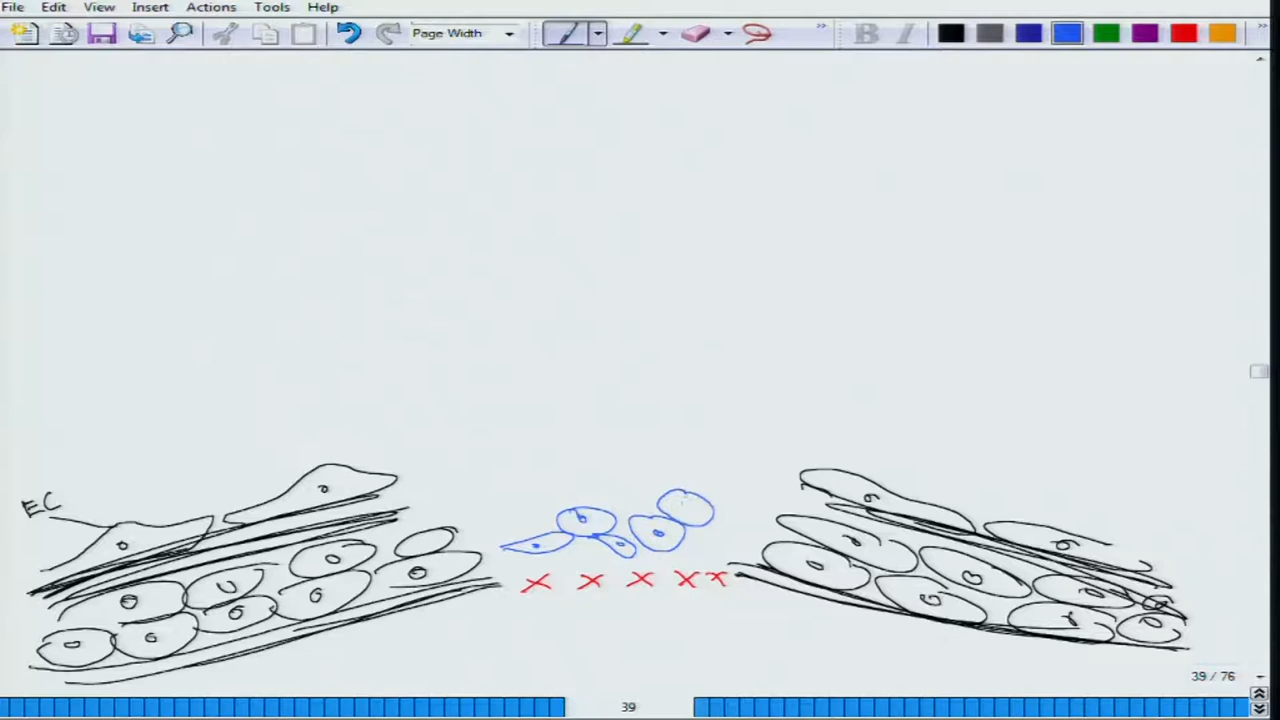 File Edit View Insert Actions Tools Help
Page Width
B I
EC
39 / 76
39